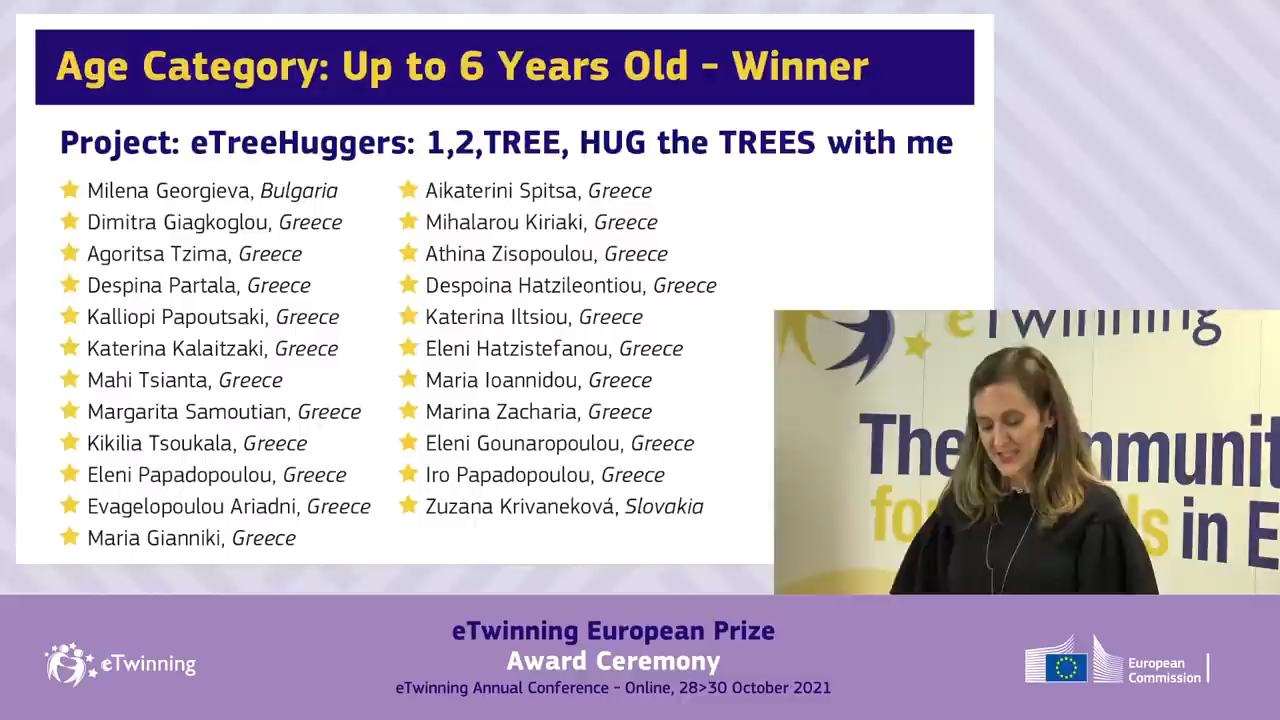 Age Category: Up to 6 Years Old - Winner
Project: eTreeHuggers: 1,2,TREE, HUG the TREES with me
Milena Georgieva, Bulgaria
Dimitra Giagkoglou, Greece
Agoritsa Tzima, Greece
Despina Partala, Greece
Kalliopi Papoutsaki, Greece
Katerina Kalaitzaki, Greece
Mahi Tsianta, Greece
Margarita Samoutian, Greece
Kikilia Tsoukala, Greece
Eleni Papadopoulou, Greece
Evagelopoulou Ariadni, Greece
Maria Gianniki, Greece
Aikaterini Spitsa, Greece
Mihalarou Kiriaki, Greece
Athina Zisopoulou, Greece
Despoina Hatzileontiou, Greece
Katerina Iltsiou, Greece
Eleni Hatzistefanou, Greece
Maria Ioannidou, Greece
Marina Zacharia, Greece
Eleni Gounaropoulou, Greece
Iro Papadopoulou, Greece
Zuzana Krivaneková, Slovakia
eTwinning
The
in E
eTwinning European Prize
Award Ceremony
eTwinning Annual Conference - Online, 28>30 October 2021
eTwinning
European
Commission